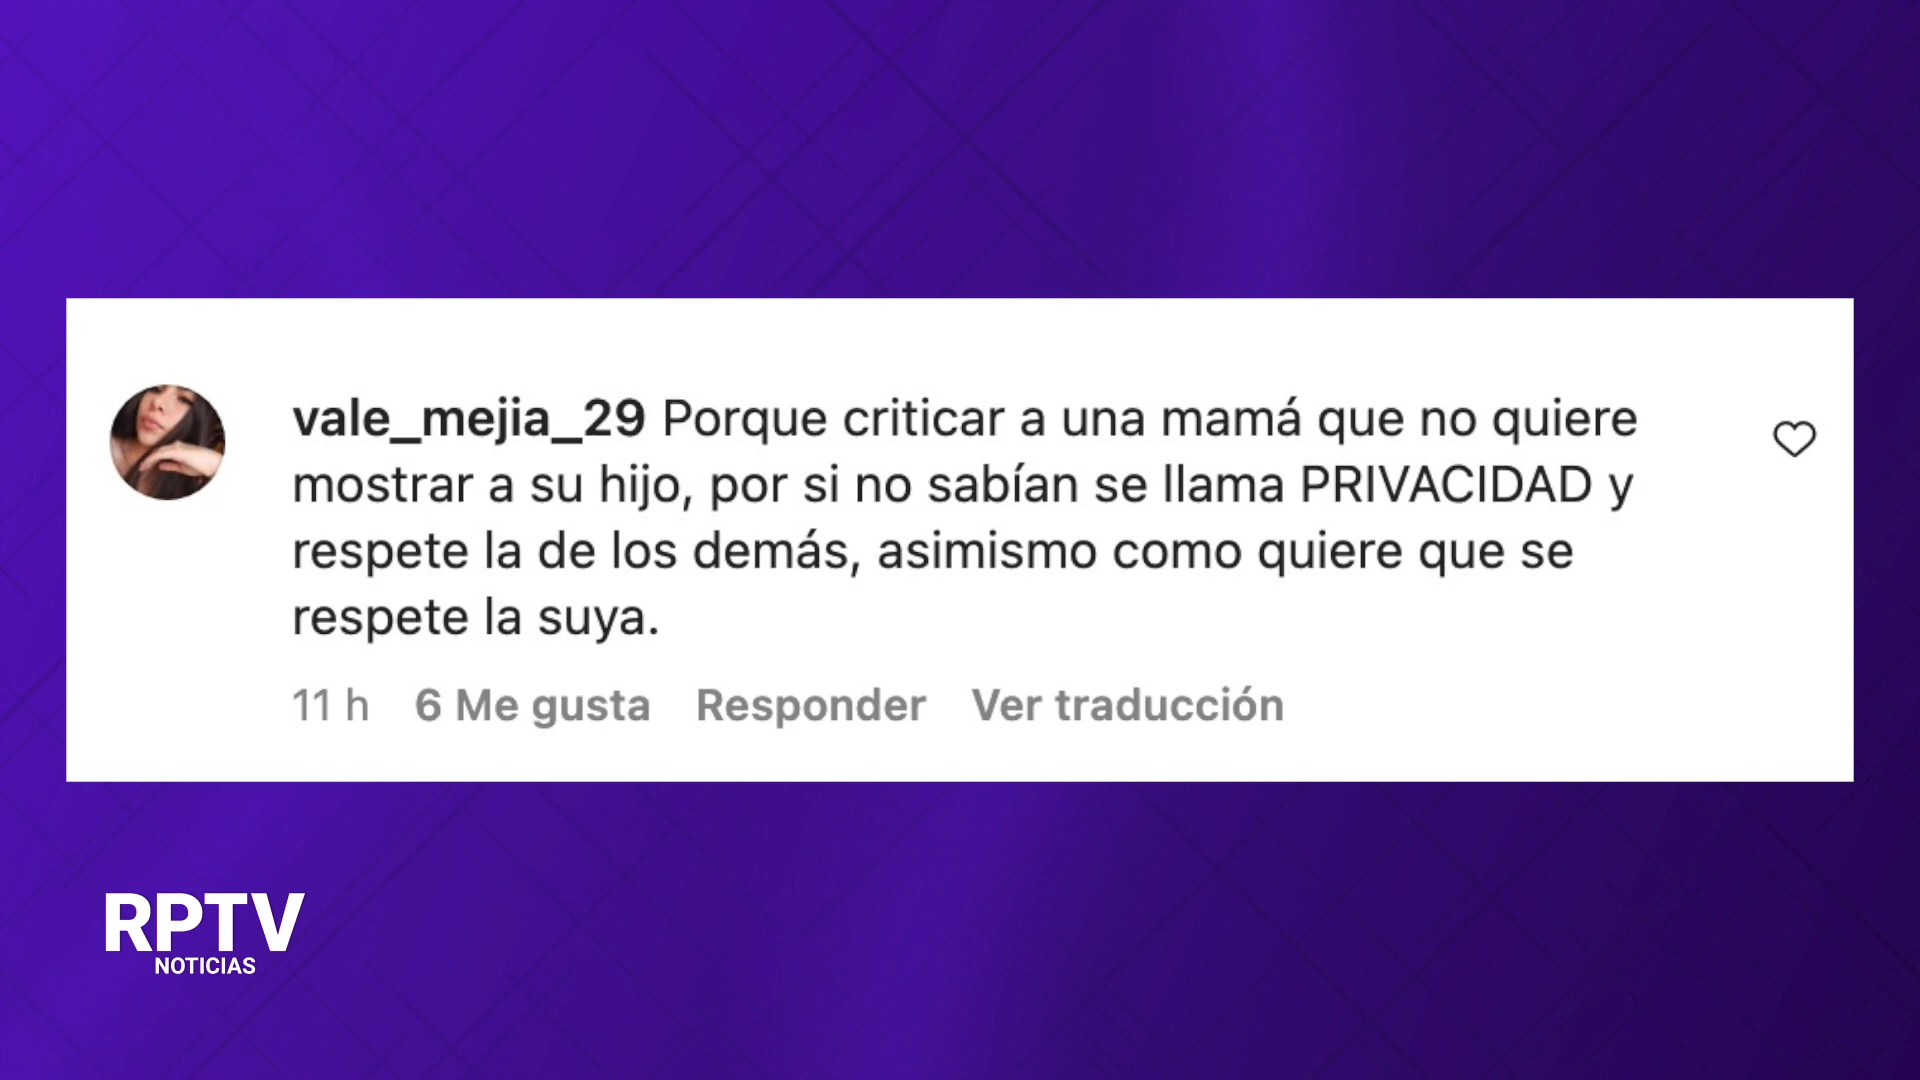 vale_mejia_29 Porque criticar a una mamá que no quiere
mostrar a su hijo, por si no sabían se llama PRIVACIDAD y
respete la de los demás, asimismo como quiere que se
respete la suya.
11 h 6 Me gusta Responder Ver traducción
RPTV
NOTICIAS